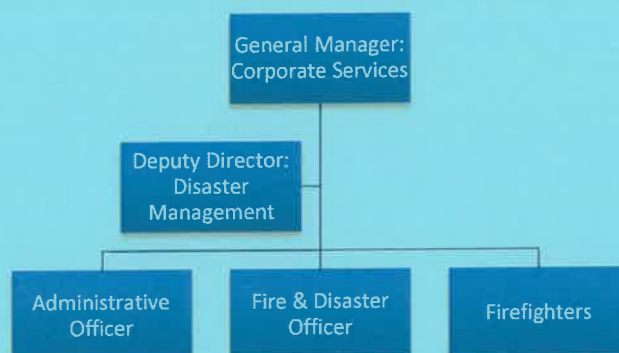 General Manager:
Corporate Services
Deputy Director:
Disaster
Management
Administrative
Officer
Fire & Disaster
Officer
Firefighters